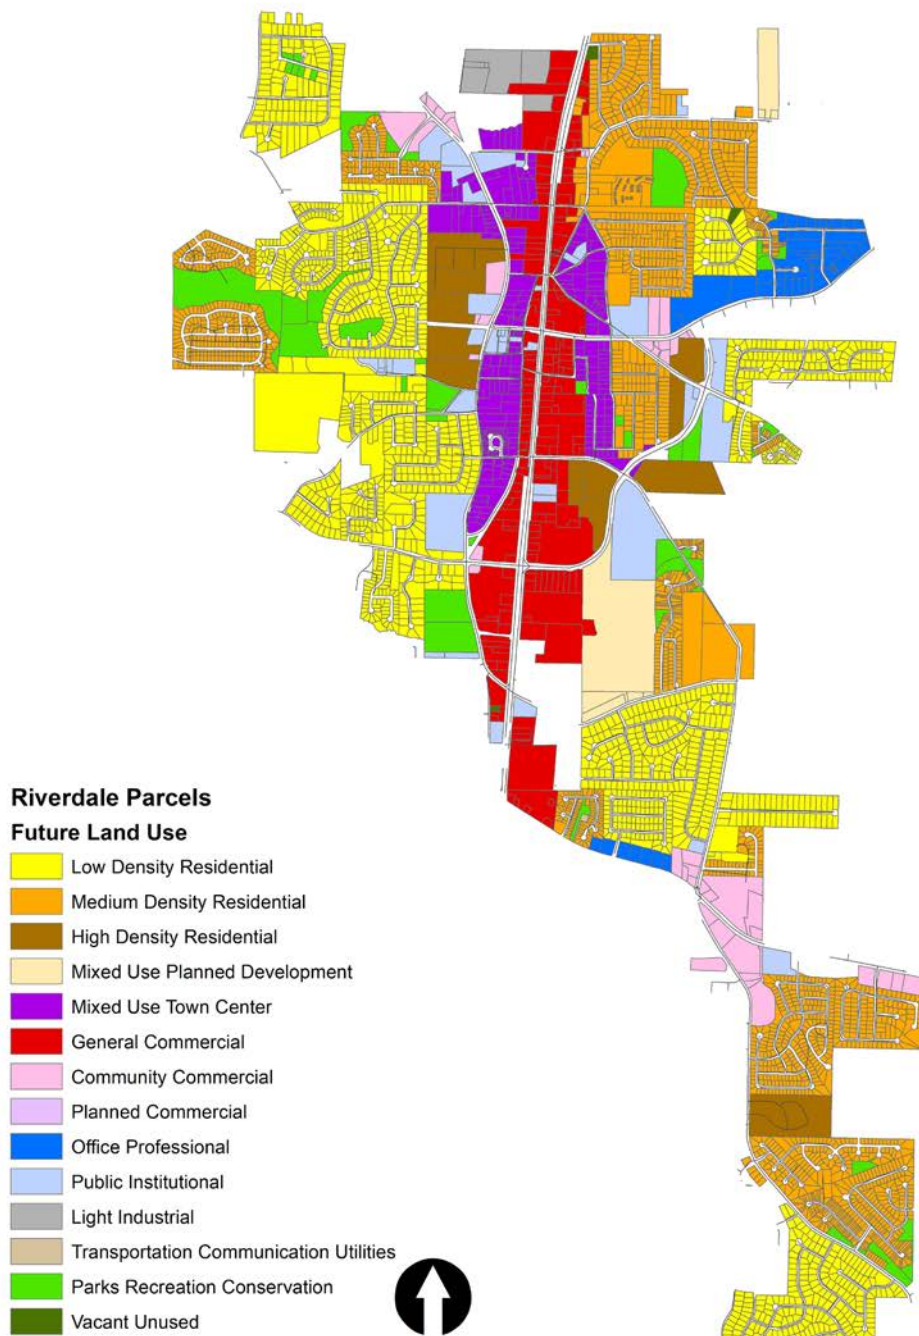 Riverdale Parcels
Future Land Use
Low Density Residential
Medium Density Residential
High Density Residential
Mixed Use Planned Development
Mixed Use Town Center
General Commercial
Community Commercial
Planned Commercial
Office Professional
Public Institutional
Light Industrial
Transportation Communication Utilities
Parks Recreation Conservation
Vacant Unused